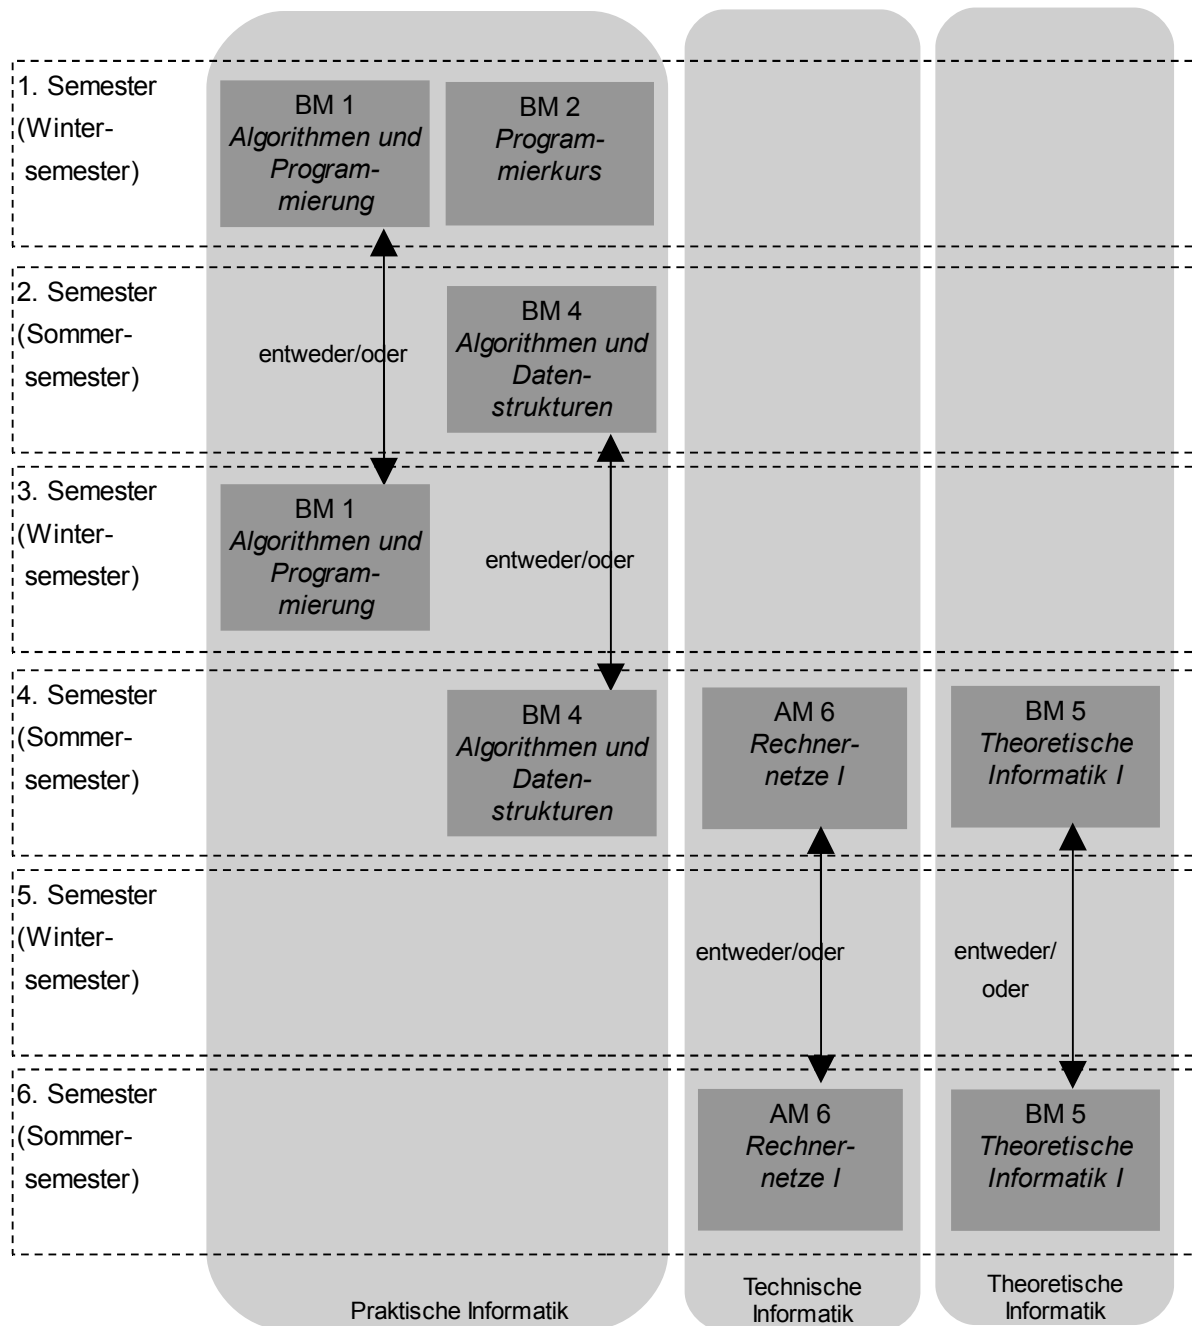 1. Semester
(Winter-
semester)
BM 1
Algorithmen und
Program-
mierung
BM 2
Program-
mierkurs
2. Semester
(Sommer-
semester)
entweder/oder
BM 4
Algorithmen und
Daten-
strukturen
3. Semester
(Winter-
semester)
BM 1
Algorithmen und
Program-
mierung
entweder/oder
4. Semester
(Sommer-
semester)
BM 4
Algorithmen und
Daten-
strukturen
AM 6
Rechner-
netze I
BM 5
Theoretische
Informatik I
5. Semester
(Winter-
semester)
entweder/oder
entweder/
oder
6. Semester
(Sommer-
semester)
AM 6
Rechner-
netze I
BM 5
Theoretische
Informatik I
Praktische Informatik
Technische
Informatik
Theoretische
Informatik